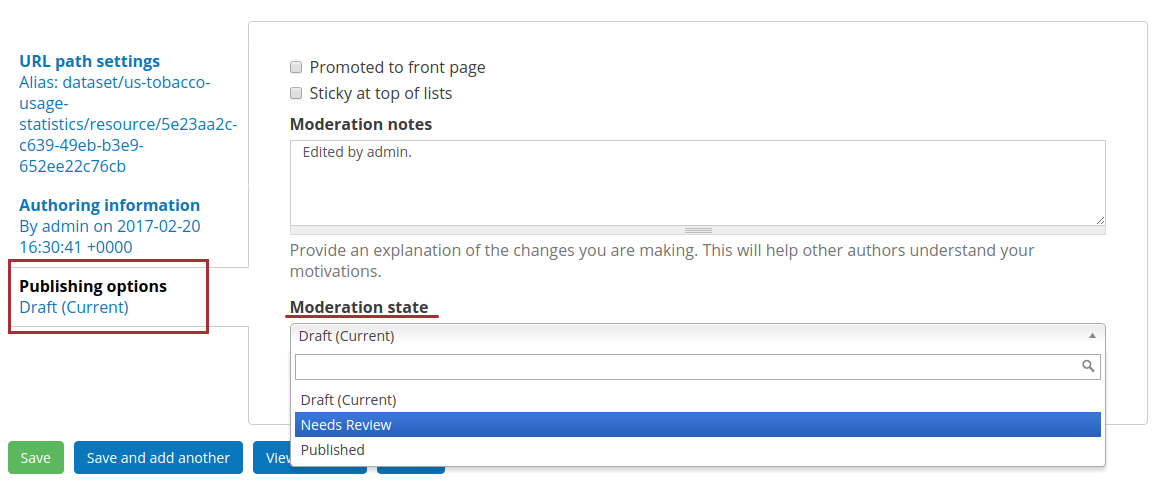 URL path settings
Alias: dataset/us-tobacco-
usage-
statistics/resource/5e23aa2c-
c639-49eb-b3e9-
652ee22c76cb
Authoring information
By admin on 2017-02-20
16:30:41 +0000
Publishing options
Draft (Current)
Promoted to front page
Sticky at top of lists
Moderation notes
Edited by admin.
Provide an explanation of the changes you are making. This will help other authors understand your
motivations.
Moderation state
Draft (Current)
Draft (Current)
Needs Review
Published
Save
Save and add another